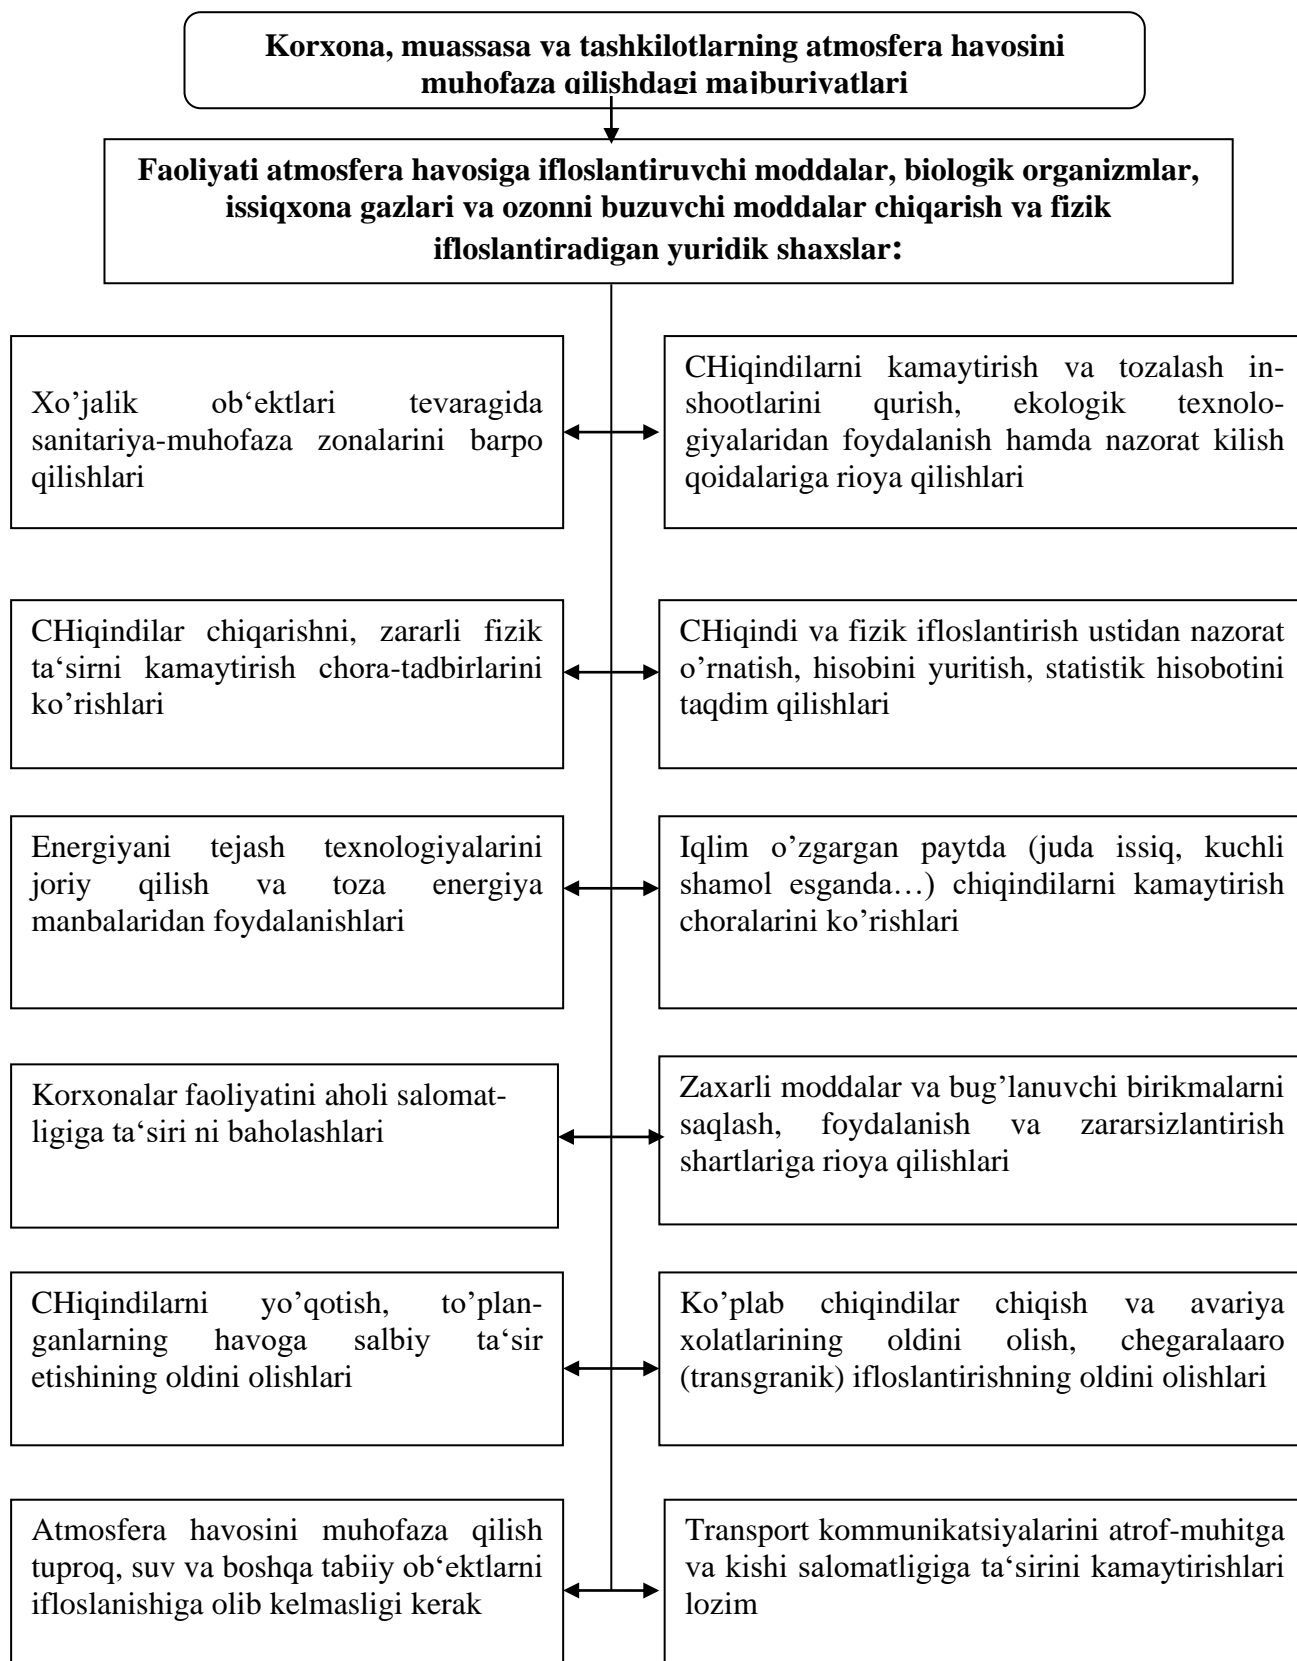 Korxona, muassasa va tashkilotlarning atmosfera havosini
muhofaza qilishdagi majburiyatlari
Faoliyati atmosfera havosiga ifloslantiruvchi moddalar, biologik organizmlar,
issiqxona gazlari va ozonni buzuvchi moddalar chiqarish va fizik
ifloslantiradigan yuridik shaxslar:
Xo’jalik ob‘ektlari tevaragida
sanitariya-muhofaza zonalarini barpo
qilishlari
CHiqindilarni kamaytirish va tozalash in-
shootlarini qurish, ekologik texnolo-
giyalaridan foydalanish hamda nazorat kilish
qoidalariga rioya qilishlari
CHiqindilar chiqarishni, zararli fizik
ta‘sirni kamaytirish chora-tadbirlarini
ko’rishlari
CHiqindi va fizik ifloslantirish ustidan nazorat
o’rnatish, hisobini yuritish, statistik hisobotini
taqdim qilishlari
Energiyani tejash texnologiyalarini
joriy qilish va toza energiya
manbalaridan foydalanishlari
Iqlim o’zgargan paytda (juda issiq, kuchli
shamol esganda…) chiqindilarni kamaytirish
choralarini ko’rishlari
Korxonalar faoliyatini aholi salomat-
ligiga ta‘siri ni baholashlari
Zaxarli moddalar va bug’lanuvchi birikmalarni
saqlash, foydalanish va zararsizlantirish
shartlariga rioya qilishlari
CHiqindilarni yo’qotish, to’plan-
ganlarning havoga salbiy ta‘sir
etishining oldini olishlari
Ko’plab chiqindilar chiqish va avariya
xolatlarining oldini olish, chegaralaaro
(transgranik) ifloslantirishning oldini olishlari
Atmosfera havosini muhofaza qilish
tuproq, suv va boshqa tabiiy ob‘ektlarni
ifloslanishiga olib kelmasligi kerak
Transport kommunikatsiyalarini atrof-muhitga
va kishi salomatligiga ta‘sirini kamaytirishlari
lozim